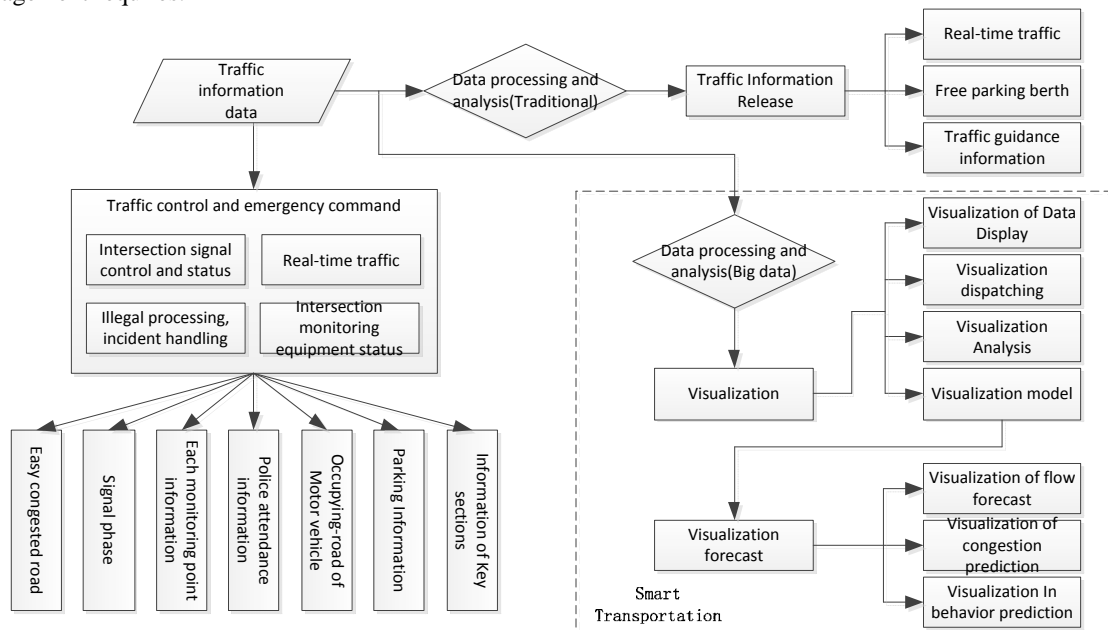 Traffic
information
data
Data processing and
analysis(Traditional)
Traffic Information
Release
Real-time traffic
Free parking berth
Traffic guidance
information
Traffic control and emergency command
Intersection signal
control and status
Real-time traffic
Illegal processing,
incident handling
Intersection
monitoring
equipment status
Easy congested road
Signal phase
Each monitoring point
information
Police attendance
information
Occupying-road of
Motor vehicle
Parking Information
Information of Key
sections
Data processing and
analysis(Big data)
Visualization
Visualization of Data
Display
Visualization
dispatching
Visualization
Analysis
Visualization model
Visualization
forecast
Visualization of flow
forecast
Visualization of
congestion
prediction
Visualization In
behavior prediction
Smart
Transportation